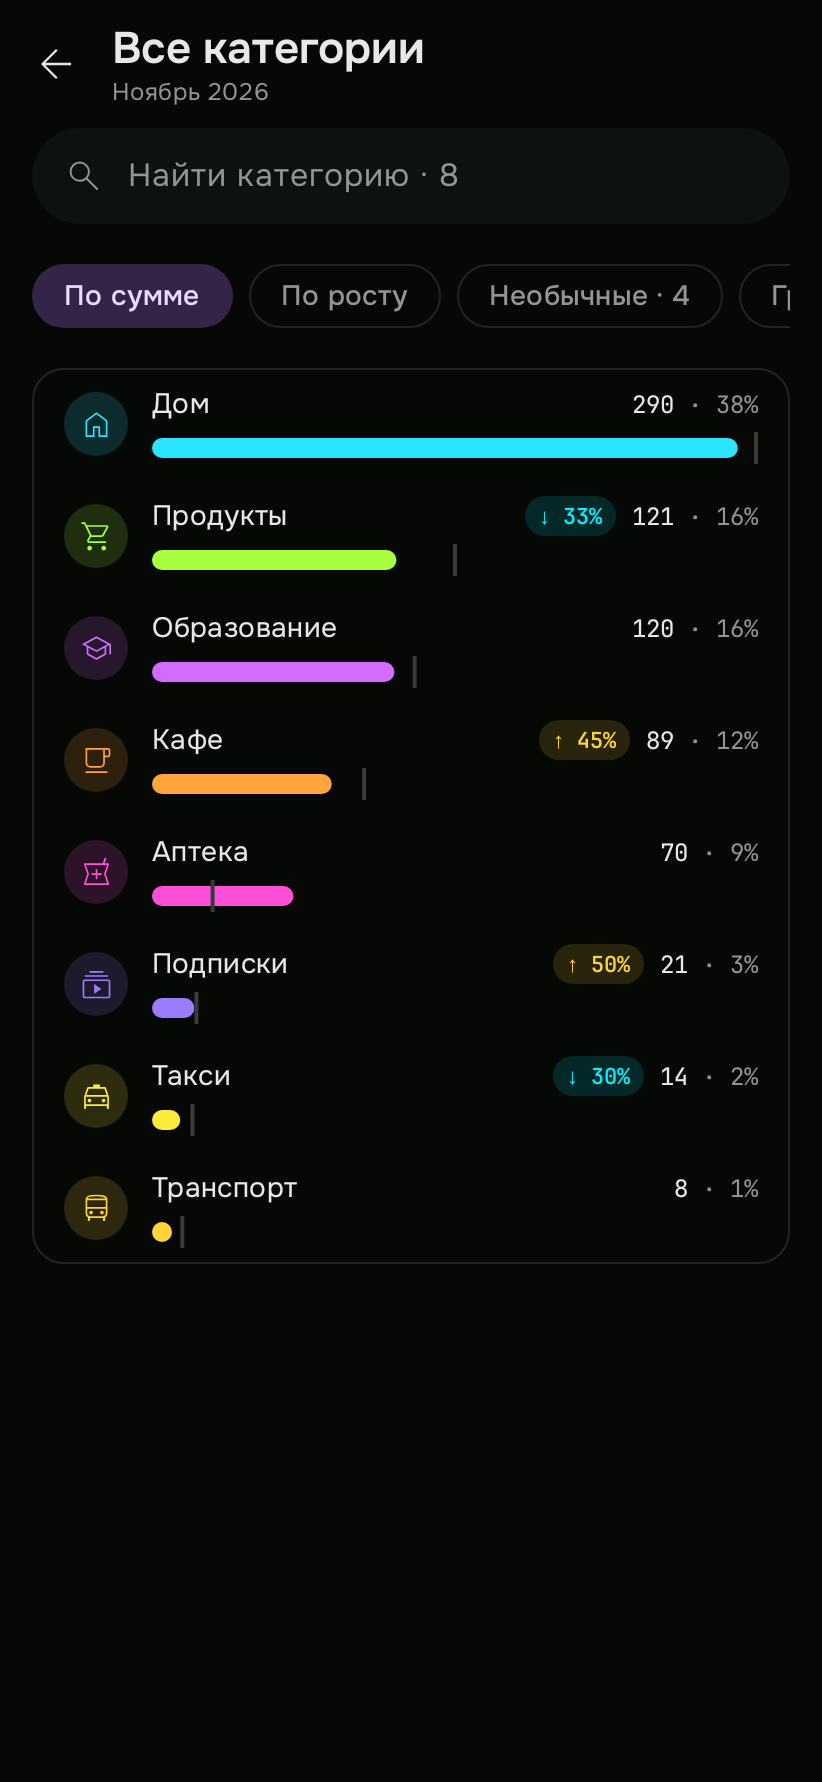 Все категории
Ноябрь 2026
Найти категорию · 8
По сумме
По росту
Необычные · 4
Дом
290 · 38%
Продукты
↓ 33% 121 · 16%
Образование
120 · 16%
Кафе
↑ 45% 89 · 12%
Аптека
70 · 9%
Подписки
↑ 50% 21 · 3%
Такси
↓ 30% 14 · 2%
Транспорт
8 · 1%